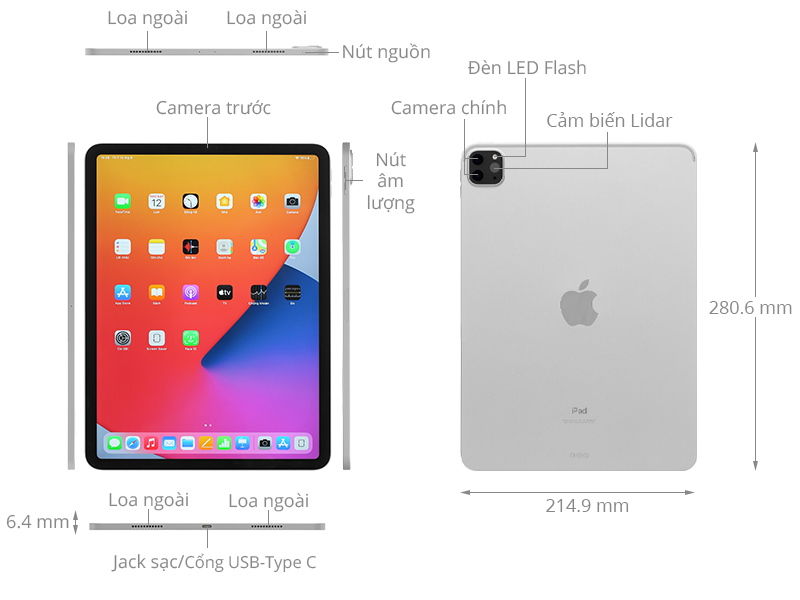 Loa ngoài
Loa ngoài
Nút nguồn
Đèn LED Flash
Camera trước
Camera chính
Cảm biến Lidar
Nút
âm
lượng
12
tv
280.6 mm
iPad
Loa ngoài
Loa ngoài
6.4 mm
214.9 mm
Jack sạc/Cổng USB-Type C